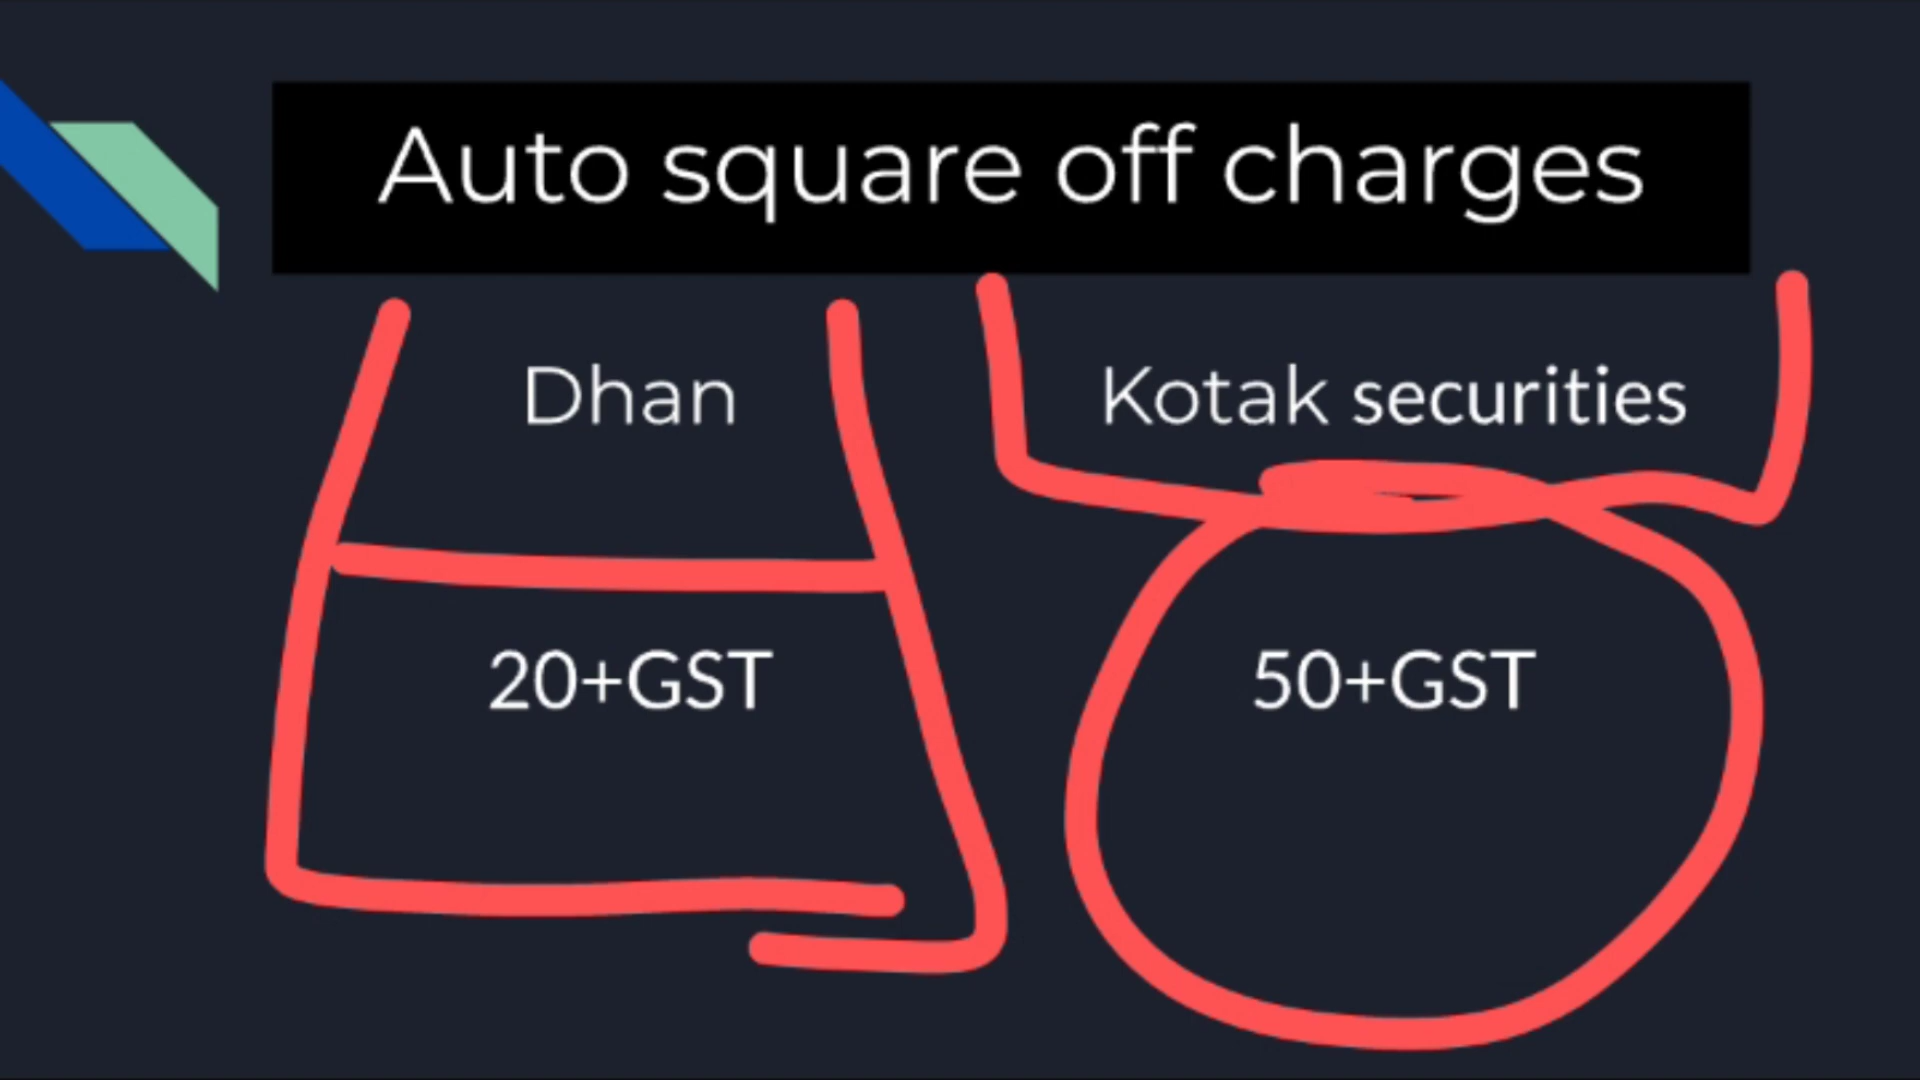 Auto square off charges
Dhan
Kotak securities
20+GST
50+GST